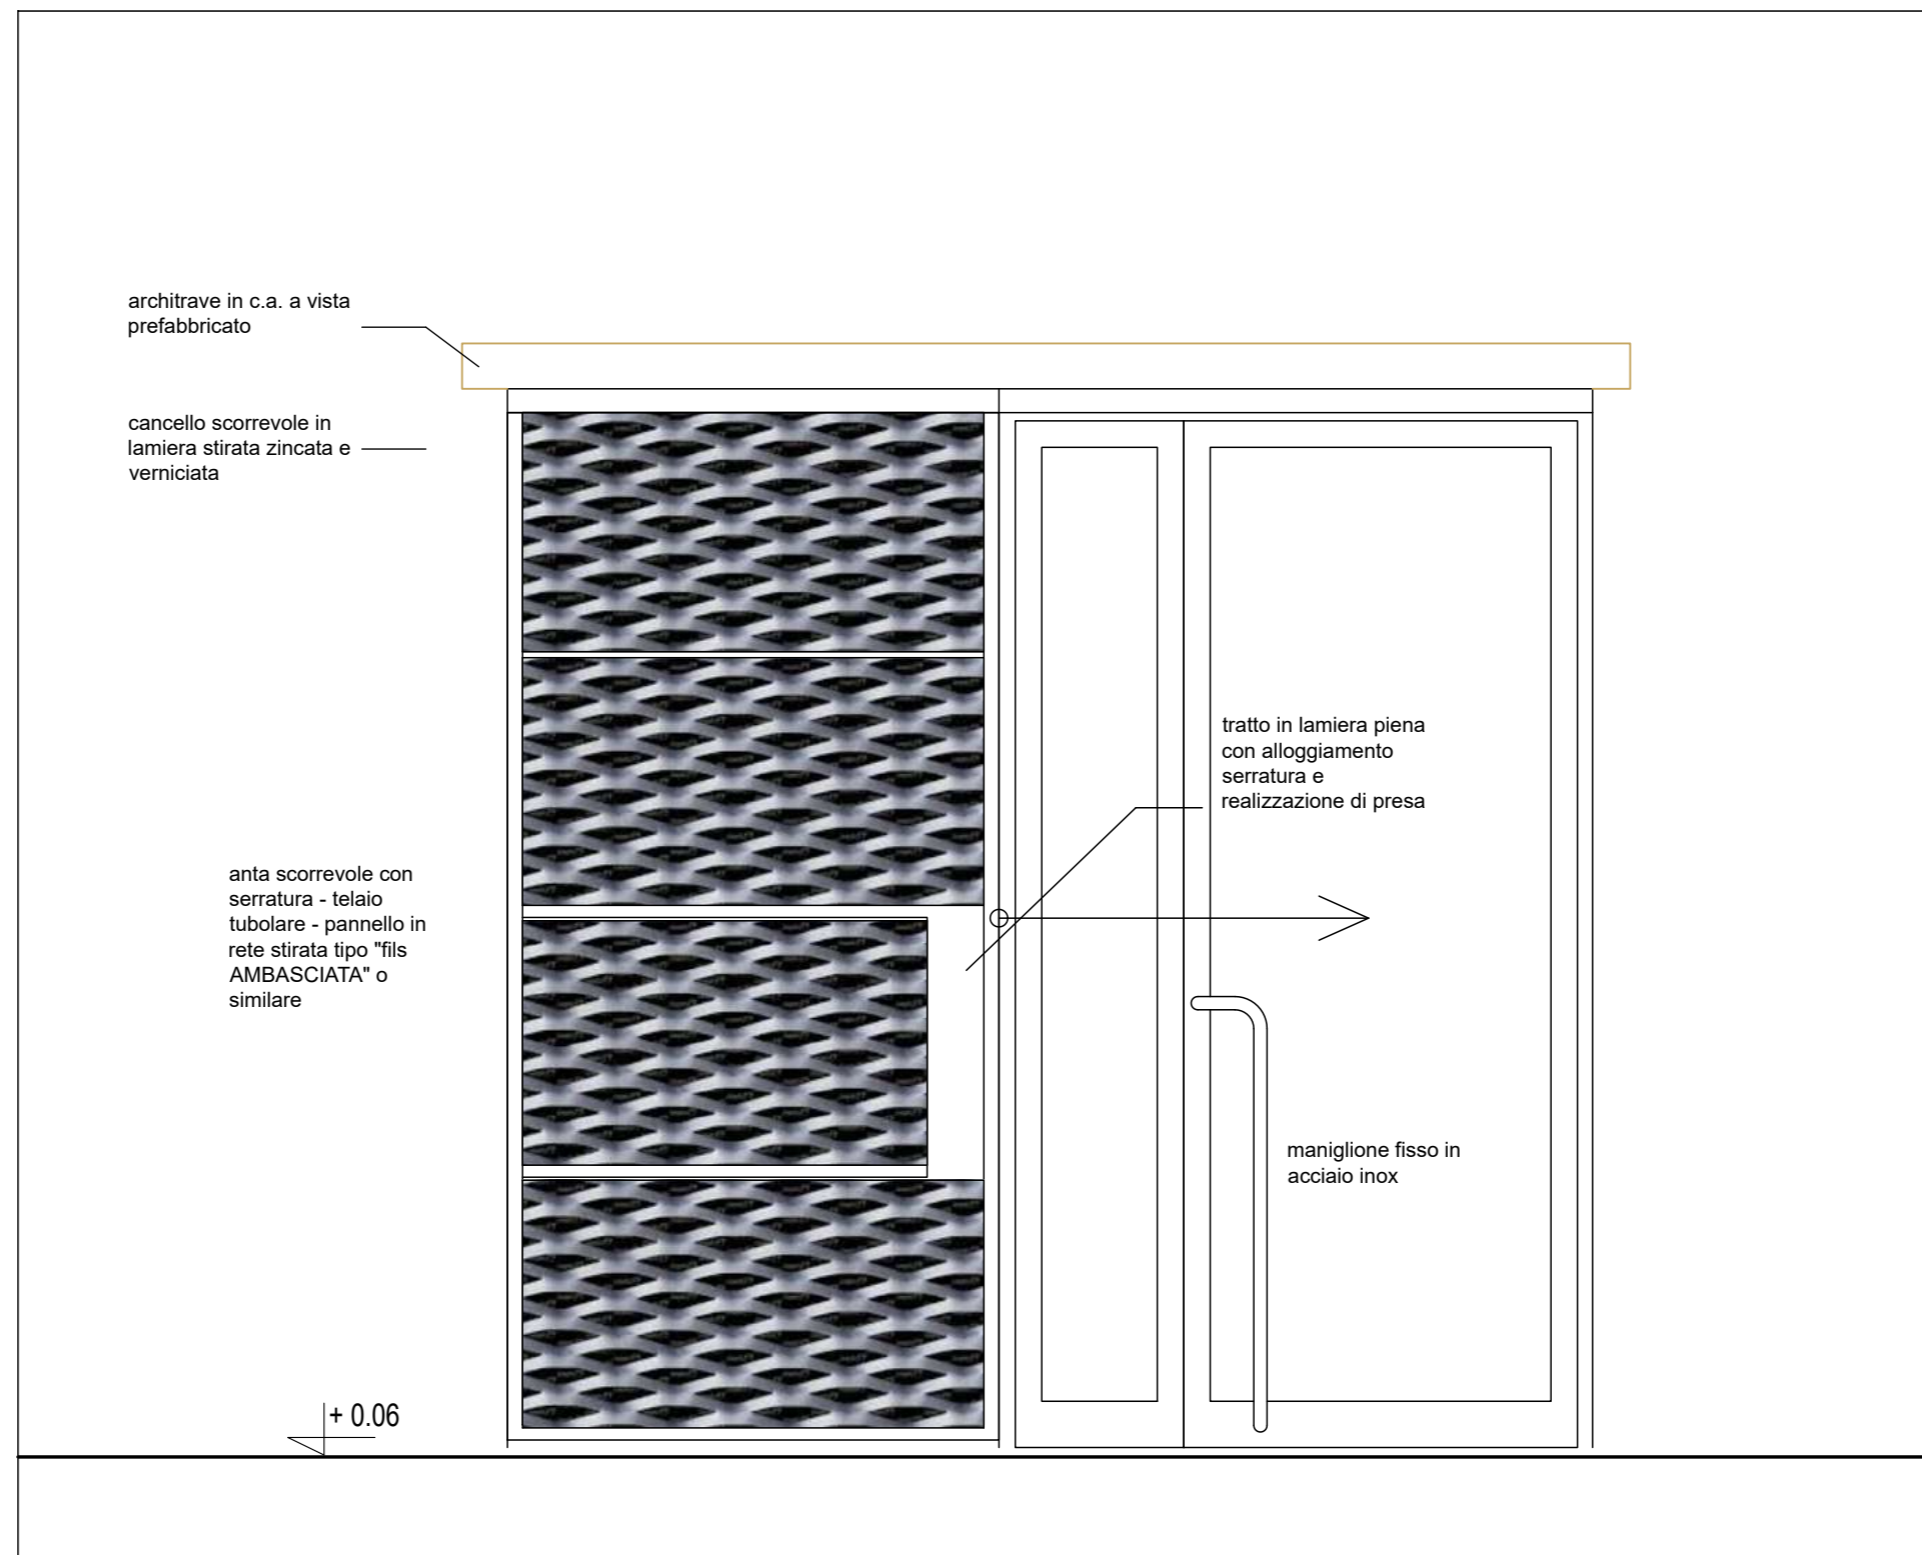 architrave in c.a. a vista
prefabbricato
cancello scorrevole in
lamiera stirata zincata e
verniciata
tratto in lamiera piena
con alloggiamento
serratura e
realizzazione di presa
anta scorrevole con
serratura - telaio
tubolare - pannello in
rete stirata tipo "fils
AMBASCIATA" o
similare
maniglione fisso in
acciaio inox
+ 0.06